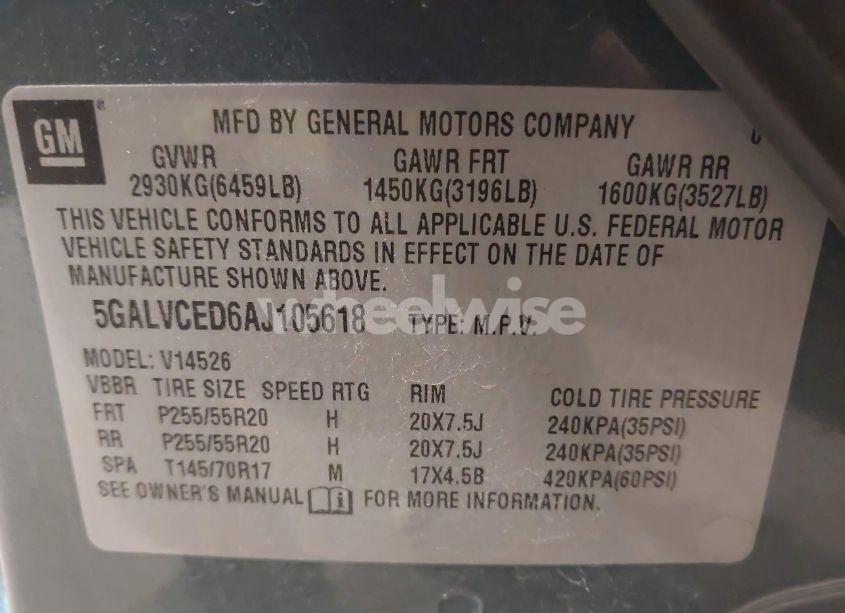 GM
MFD BY GENERAL MOTORS COMPANY
GVWR GAWR FRT GAWR RR
2930KG(6459LB) 1450KG(3196LB) 1600KG(3527LB)
THIS VEHICLE CONFORMS TO ALL APPLICABLE U.S. FEDERAL MOTOR
VEHICLE SAFETY STANDARDS IN EFFECT ON THE DATE OF
MANUFACTURE SHOWN ABOVE.
wheelwise
5GALVCED6AJ105618 TYPE: M.P.V.
MODEL: V14526
VBBR TIRE SIZE SPEED RTG RIM COLD TIRE PRESSURE
FRT P255/55R20 H 20X7.5J 240KPA(35PSI)
RR P255/55R20 H 20X7.5J 240KPA(35PSI)
SPA T145/70R17 M 17X4.5B 420KPA(60PSI)
SEE OWNER'S MANUAL FOR MORE INFORMATION.